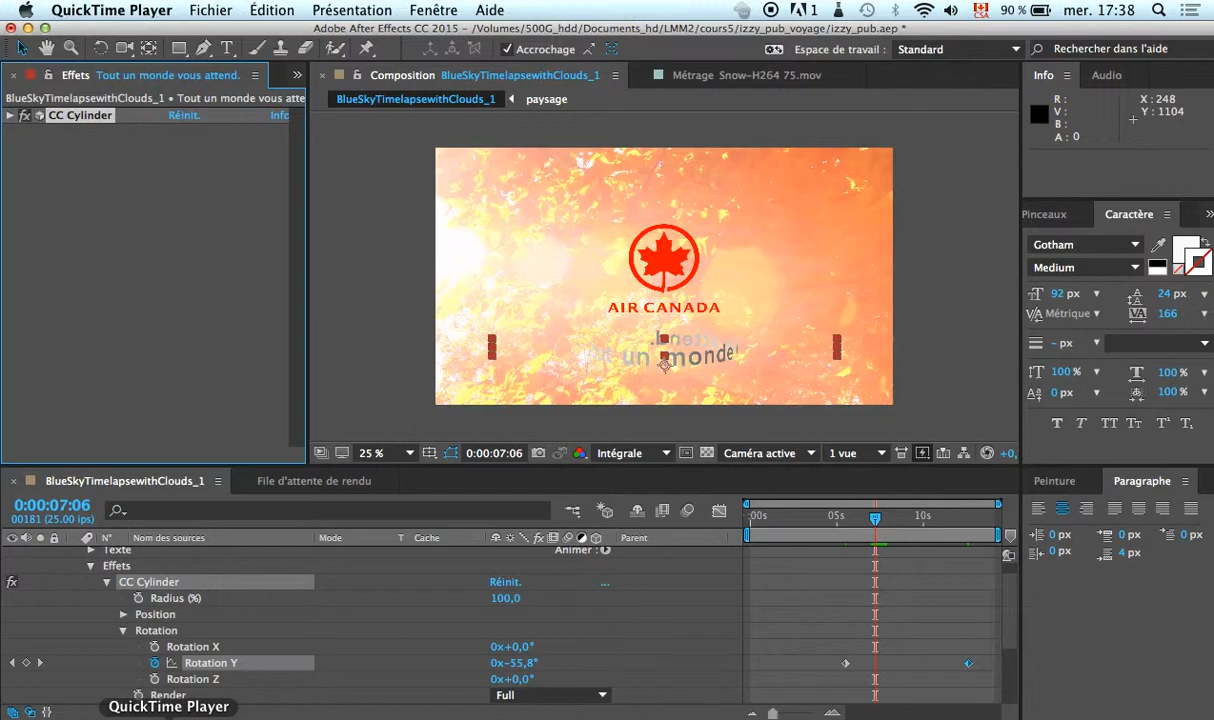 QuickTime Player Fichier Édition Présentation Fenêtre Aide 1 90 % mer. 17:38
Adobe After Effects CC 2015 - /Volumes/500G_hdd/Documents_hd/LMM2/cours5/izzy_pub_voyage/izzy_pub.aep *
Accrochage Espace de travail : Standard Rechercher dans l'aide
× Effets Tout un monde vous attend. » × Composition BlueSkyTimelapsewithClouds_1 Métrage Snow-H264 75.mov Info Audio
BlueSkyTimelapsewithClouds_1 • Tout un monde vous atte BlueSkyTimelapsewithClouds_1 paysage
fx CC Cylinder Réinit. Info
R : X : 248
V : Y : 1104
B :
A : 0
Pinceaux Caractère »
Gotham
Medium
92 px 24 px
Métrique 166
- px
100 % 100 %
0 px 100 %
T T TT Tт T¹ T₁
AIR CANADA
un monde
25 % 0:00:07:06 Intégrale Caméra active 1 vue +0,
× BlueSkyTimelapsewithClouds_1 File d'attente de rendu Peinture Paragraphe
0:00:07:06
00181 (25.00 ips) :00s 05s 10s
N° Nom des sources Mode T Cache Parent
0 px 0 px 0 px
0 px 4 px
Texte Animer :
Effets
fx CC Cylinder Réinit. ...
Radius (%) 100,0
Position
Rotation
Rotation X 0x+0,0°
Rotation Y 0x-55,8°
Rotation Z 0x+0,0°
Render Full
QuickTime Player